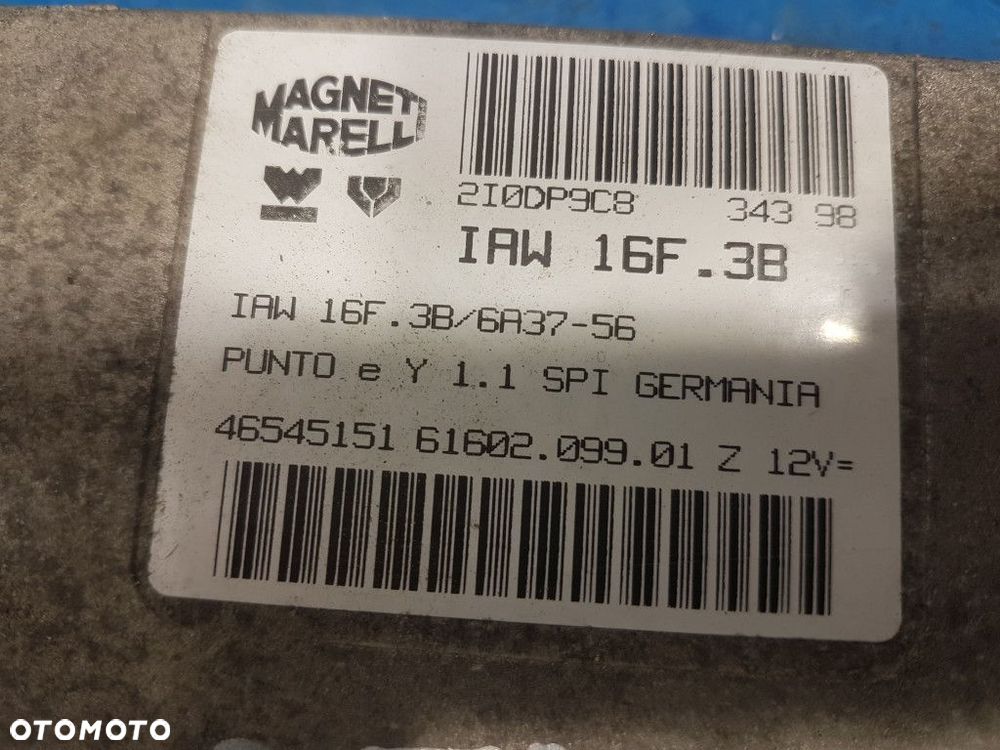 MAGNETI
MARELLI
2I0DP9C8 343 98
IAW 16F.3B
IAW 16F.3B/6A37-56
PUNTO e Y 1.1 SPI GERMANIA
46545151 61602.099.01 Z 12V=
OTOMOTO